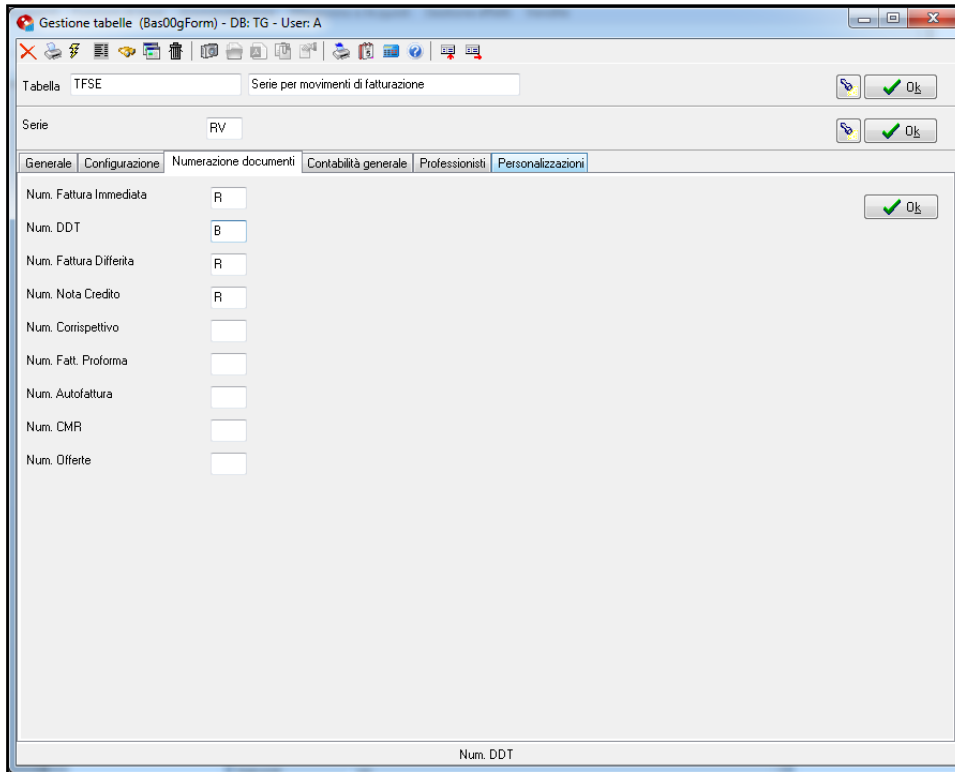 Gestione tabelle (Bas00gForm) - DB: TG - User: A
Tabella TFSE Serie per movimenti di fatturazione Ok
Serie RV Ok
Generale Configurazione Numerazione documenti Contabilità generale Professionisti Personalizzazioni
Num. Fattura Immediata R Ok
Num. DDT B
Num. Fattura Differita R
Num. Nota Credito R
Num. Corrispettivo
Num. Fatt. Proforma
Num. Autofattura
Num. CMR
Num. Offerte
Num. DDT